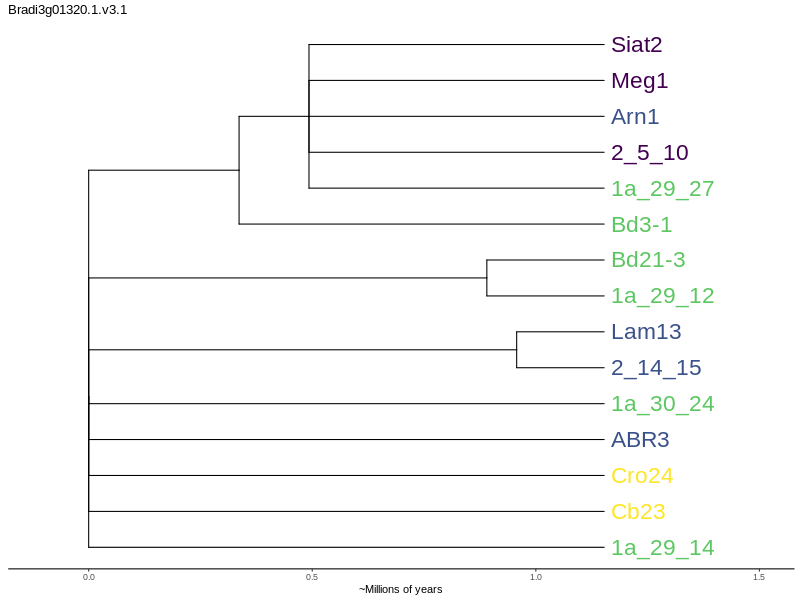 Bradi3g01320.1.v3.1
Siat2
Meg1
Arn1
2_5_10
1a_29_27
Bd3-1
Bd21-3
1a_29_12
Lam13
2_14_15
1a_30_24
ABR3
Cro24
Cb23
1a_29_14
0.0 0.5 1.0 1.5
~Millions of years